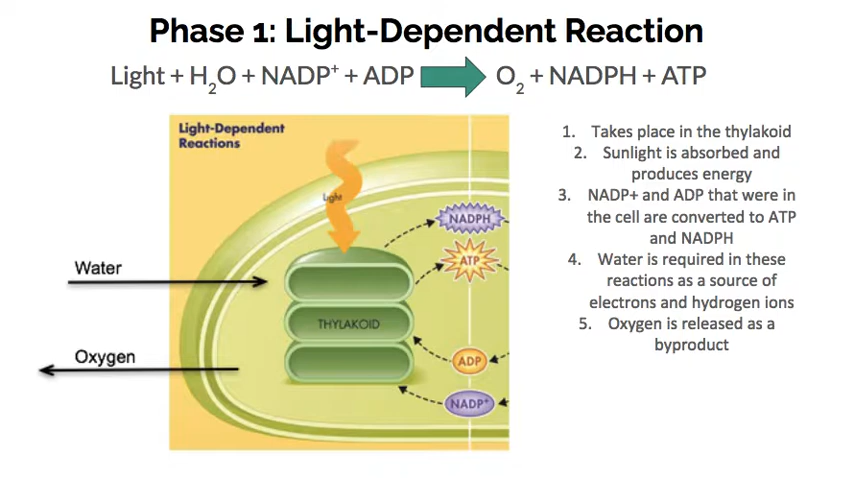 Phase 1: Light-Dependent Reaction
Light + H₂O + NADP⁺ + ADP O₂ + NADPH + ATP
Light-Dependent
Reactions
Light
NADPH
ATP
Water
THYLAKOID
Oxygen
ADP
NADP⁺
1. Takes place in the thylakoid
2. Sunlight is absorbed and
produces energy
3. NADP+ and ADP that were in
the cell are converted to ATP
and NADPH
4. Water is required in these
reactions as a source of
electrons and hydrogen ions
5. Oxygen is released as a
byproduct